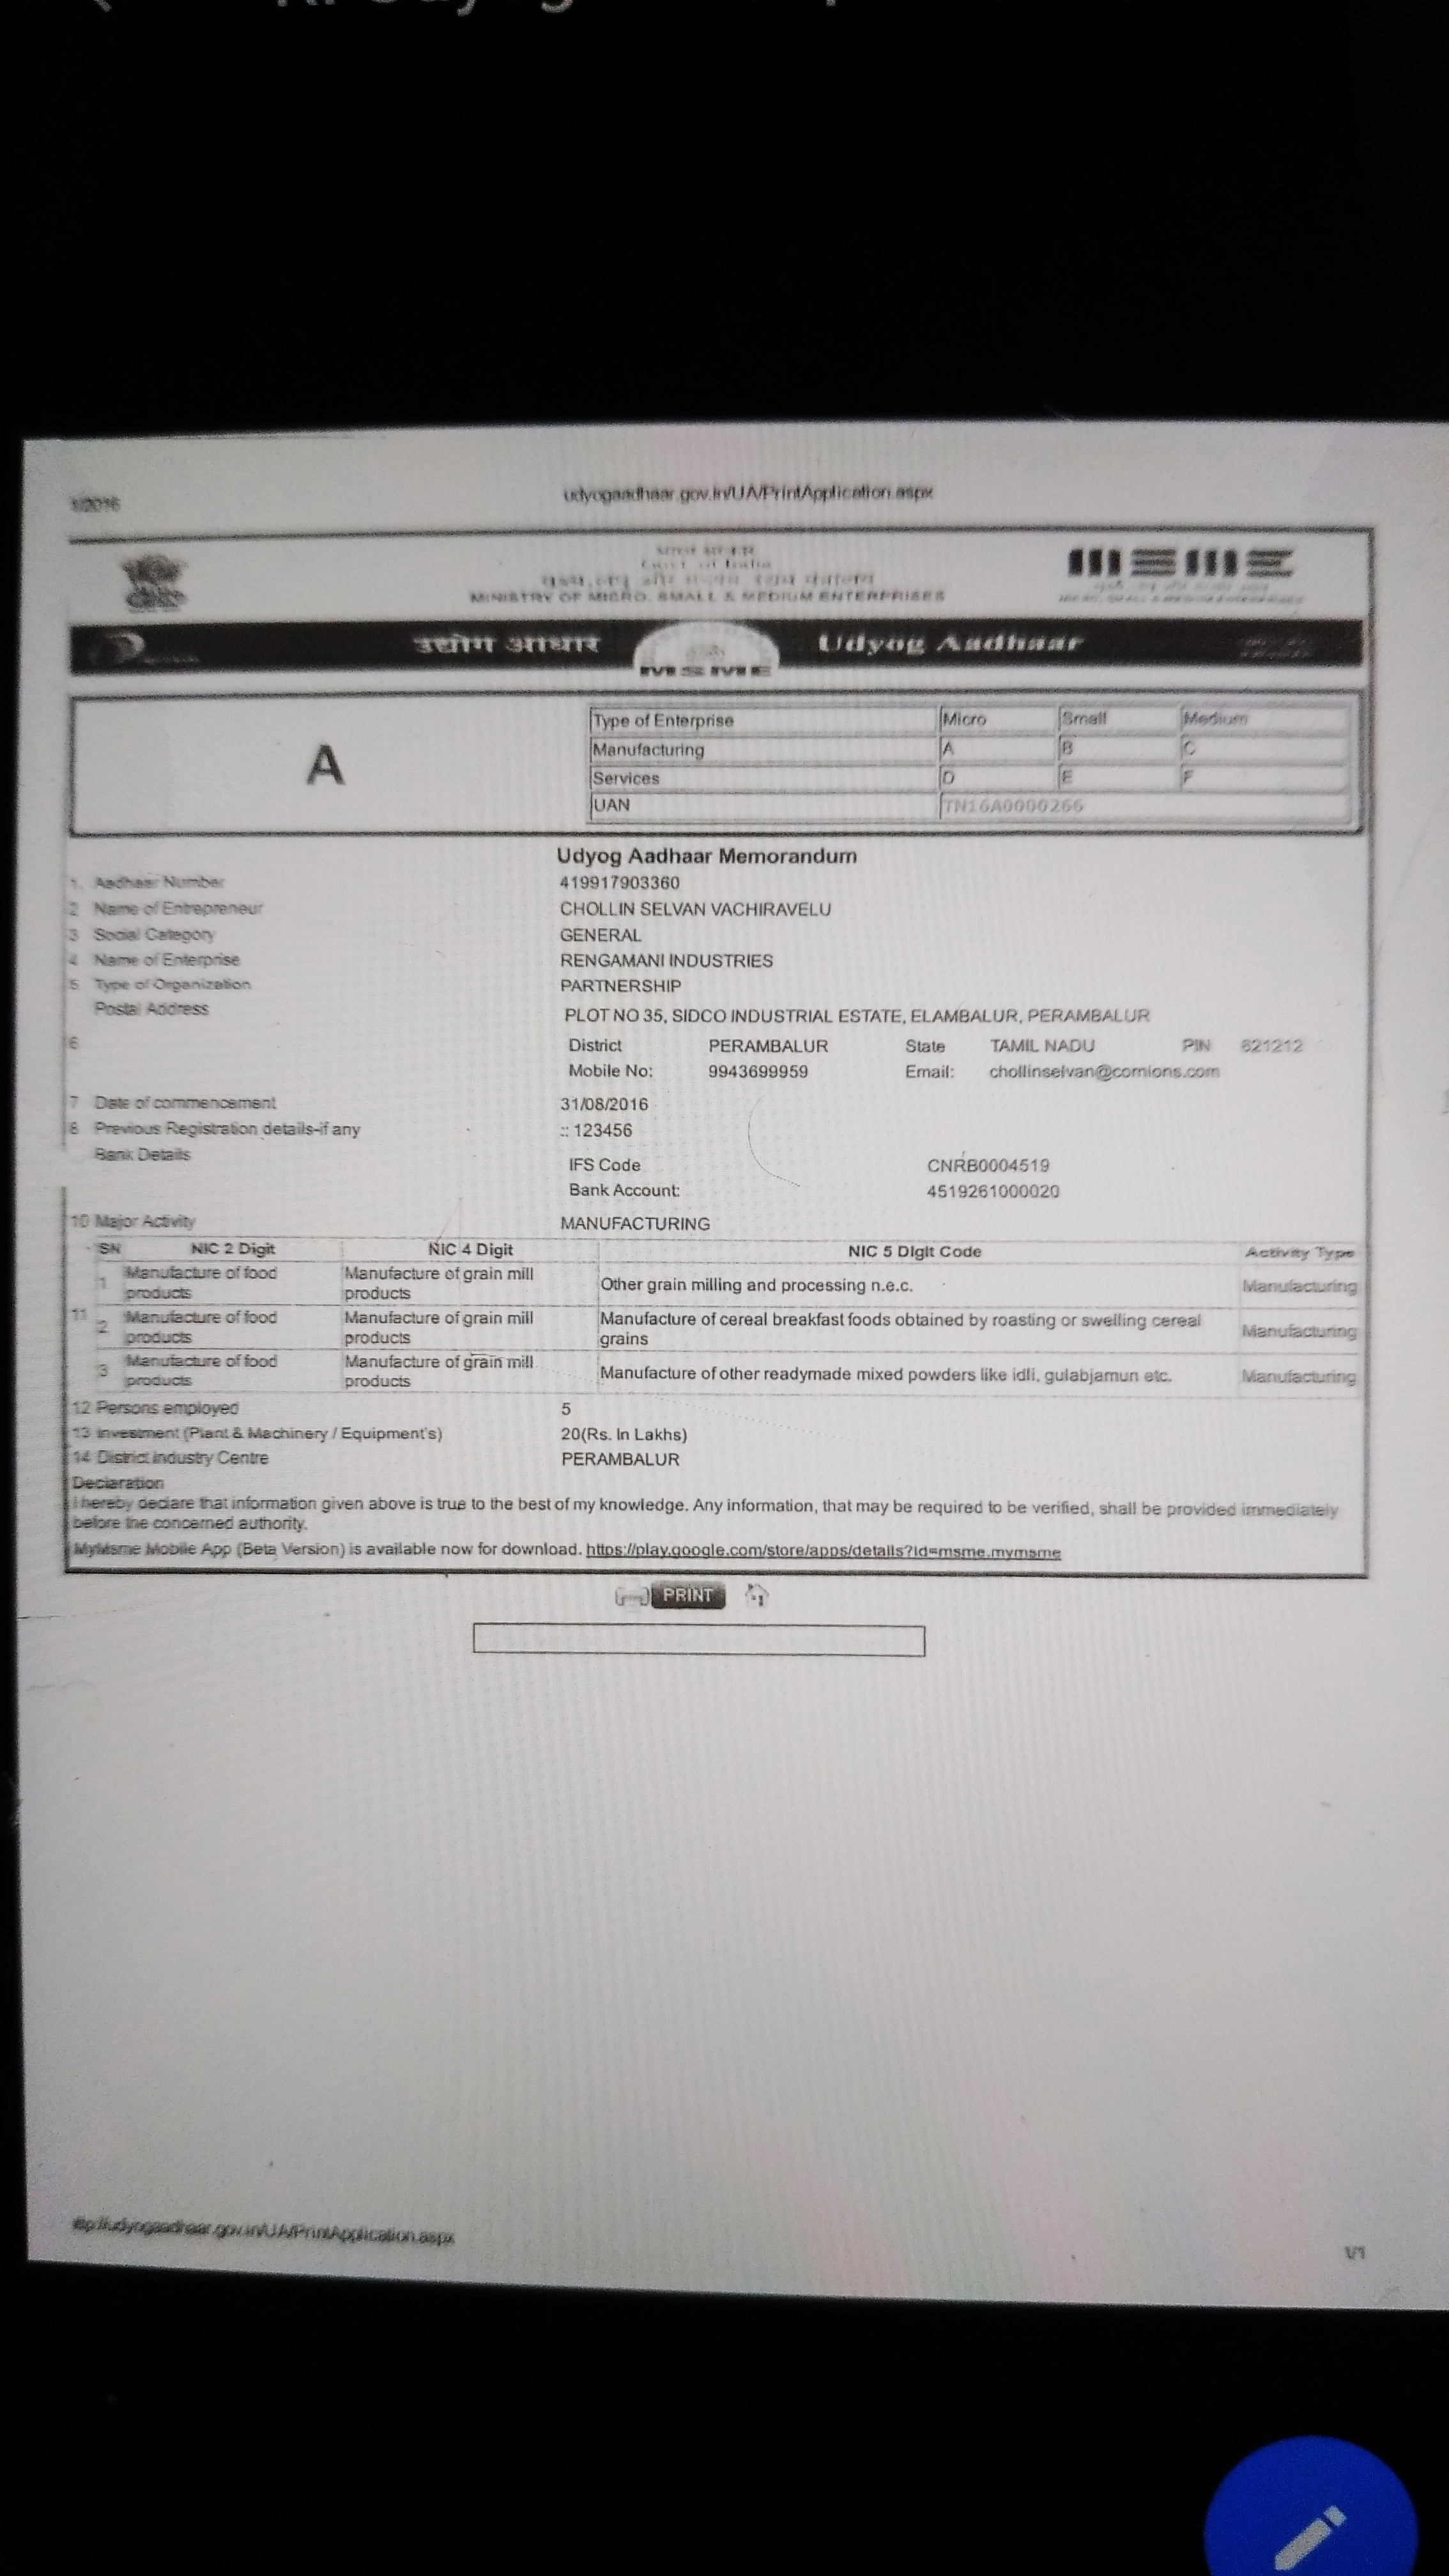 udyogaadhaar.gov.in/UA/PrintApplication.aspx
MINISTRY OF MICRO, SMALL & MEDIUM ENTERPRISES
उद्योग आधार MSME Udyog Aadhaar
A
Type of Enterprise Micro Small Medium
Manufacturing A B C
Services D E F
UAN TN16A0000266
Udyog Aadhaar Memorandum
1. Aadhaar Number 419917903360
2 Name of Entrepreneur CHOLLIN SELVAN VACHIRAVELU
3 Social Category GENERAL
4 Name of Enterprise RENGAMANI INDUSTRIES
5 Type of Organization PARTNERSHIP
Postal Address PLOT NO 35, SIDCO INDUSTRIAL ESTATE, ELAMBALUR, PERAMBALUR
6 District PERAMBALUR State TAMIL NADU PIN 621212
Mobile No: 9943699959 Email: chollinselvan@comions.com
7 Date of commencement 31/08/2016
8 Previous Registration details-if any :: 123456
Bank Details
IFS Code CNRB0004519
Bank Account: 4519261000020
10 Major Activity MANUFACTURING
SN NIC 2 Digit NIC 4 Digit NIC 5 Digit Code Activity Type
1 Manufacture of food products Manufacture of grain mill products Other grain milling and processing n.e.c. Manufacturing
11
2 Manufacture of food products Manufacture of grain mill products Manufacture of cereal breakfast foods obtained by roasting or swelling cereal grains Manufacturing
3 Manufacture of food products Manufacture of grain mill products Manufacture of other readymade mixed powders like idli, gulabjamun etc. Manufacturing
12 Persons employed 5
13 Investment (Plant & Machinery / Equipment's) 20(Rs. In Lakhs)
14 District Industry Centre PERAMBALUR
Declaration
I hereby declare that information given above is true to the best of my knowledge. Any information, that may be required to be verified, shall be provided immediately
before the concerned authority.
MyMsme Mobile App (Beta Version) is available now for download. https://play.google.com/store/apps/details?id=msme.mymsme
PRINT
udyogaadhaar.gov.in/UA/PrintApplication.aspx
1/1